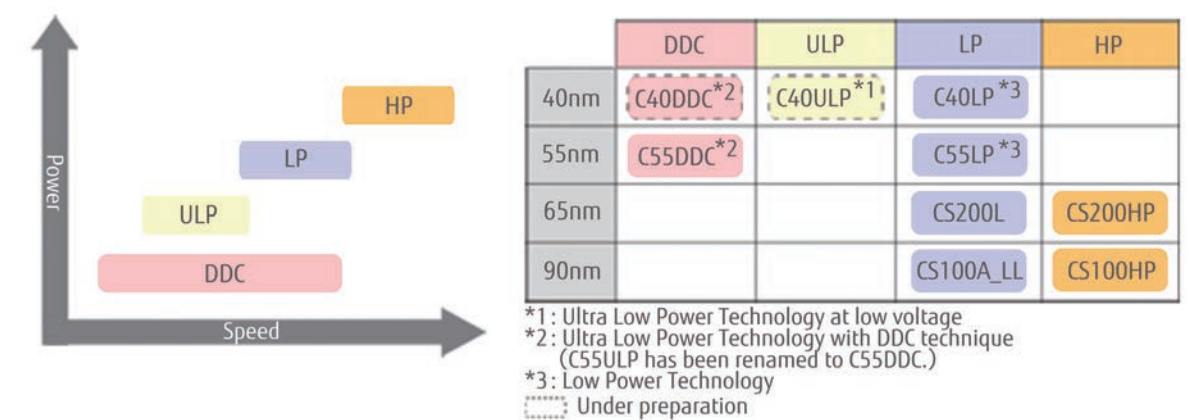 Power
HP
LP
ULP
DDC
Speed
DDC ULP LP HP
40nm C40DDC*2 C40ULP*1 C40LP*3
55nm C55DDC*2 C55LP*3
65nm CS200L CS200HP
90nm CS100A_LL CS100HP
*1: Ultra Low Power Technology at low voltage
*2: Ultra Low Power Technology with DDC technique
(C55ULP has been renamed to C55DDC.)
*3: Low Power Technology
Under preparation